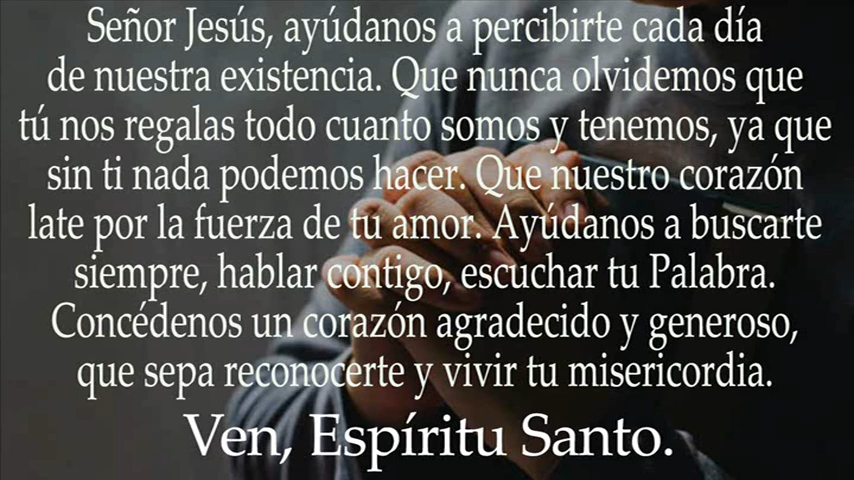 Señor Jesús, ayúdanos a percibirte cada día
de nuestra existencia. Que nunca olvidemos que
tú nos regalas todo cuanto somos y tenemos, ya que
sin ti nada podemos hacer. Que nuestro corazón
late por la fuerza de tu amor. Ayúdanos a buscarte
siempre, hablar contigo, escuchar tu Palabra.
Concédenos un corazón agradecido y generoso,
que sepa reconocerte y vivir tu misericordia.
Ven, Espíritu Santo.